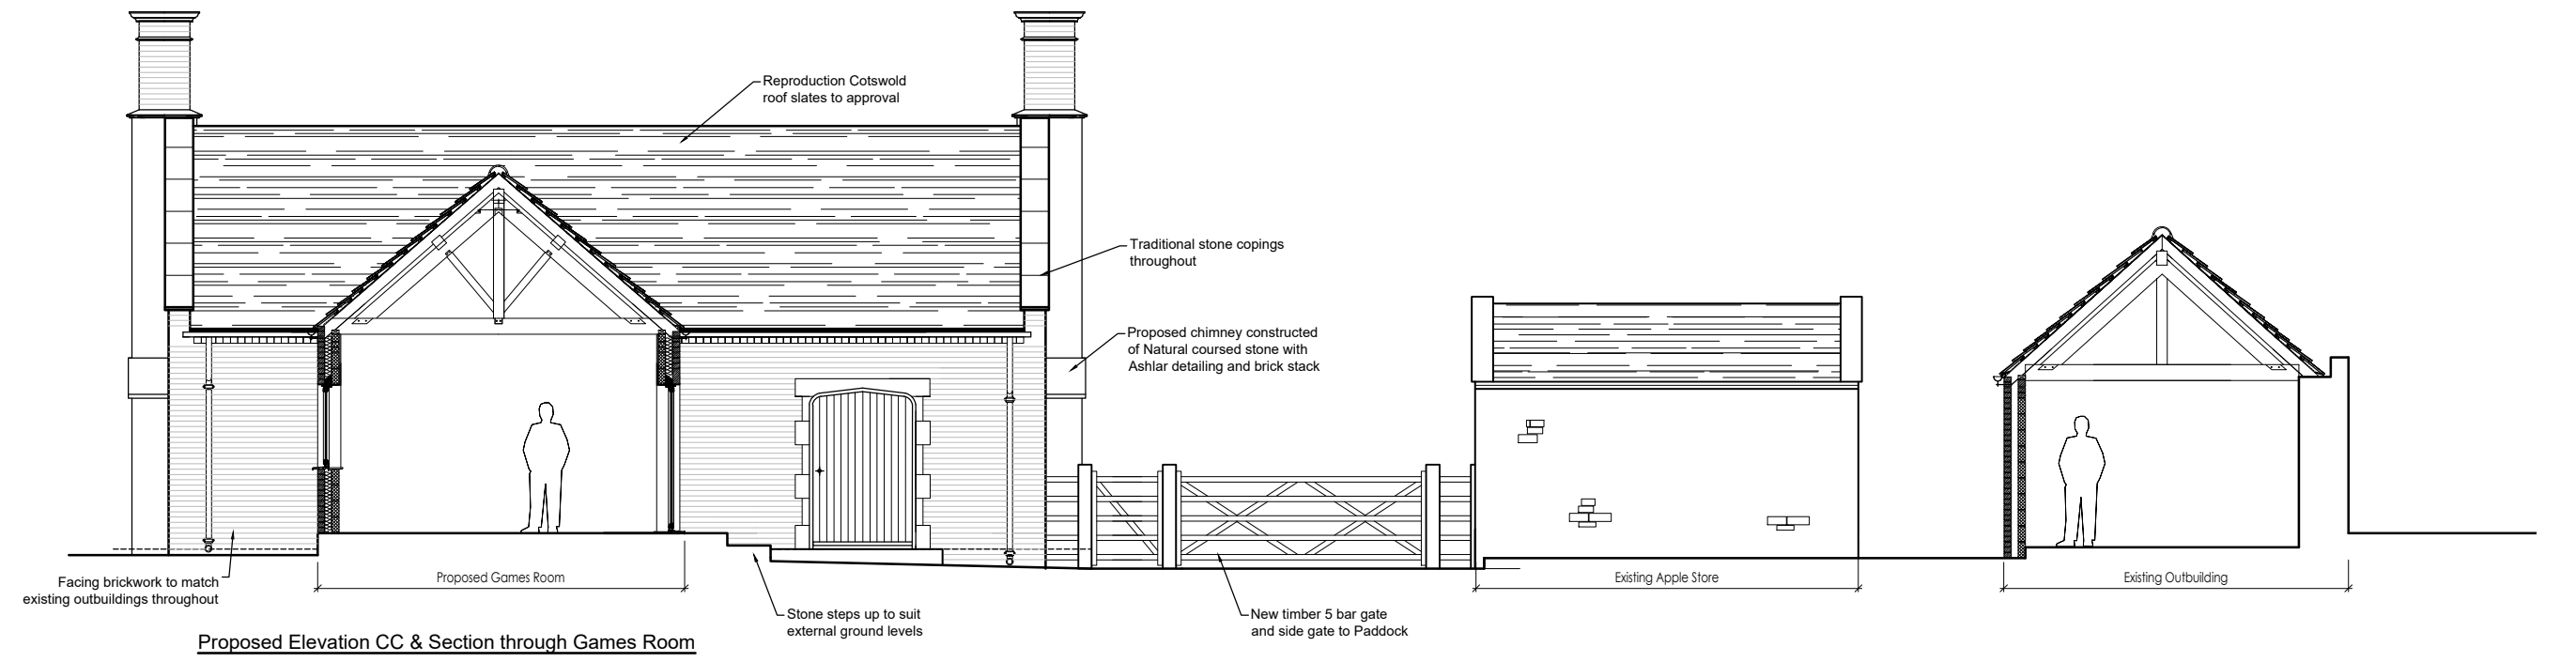 Reproduction Cotswold
roof slates to approval
Traditional stone copings
throughout
Proposed chimney constructed
of Natural coursed stone with
Ashlar detailing and brick stack
Facing brickwork to match
existing outbuildings throughout
Proposed Games Room
Existing Apple Store
Existing Outbuilding
Stone steps up to suit
external ground levels
New timber 5 bar gate
and side gate to Paddock
Proposed Elevation CC & Section through Games Room